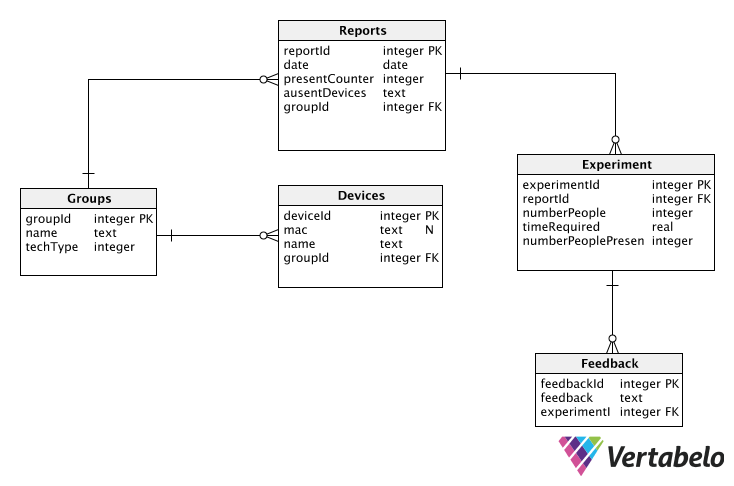 Reports
reportId integer PK
date date
presentCounter integer
ausentDevices text
groupId integer FK
Groups
groupId integer PK
name text
techType integer
Devices
deviceId integer PK
mac text N
name text
groupId integer FK
Experiment
experimentId integer PK
reportId integer FK
numberPeople integer
timeRequired real
numberPeoplePresen integer
Feedback
feedbackId integer PK
feedback text
experimentI integer FK
Vertabelo